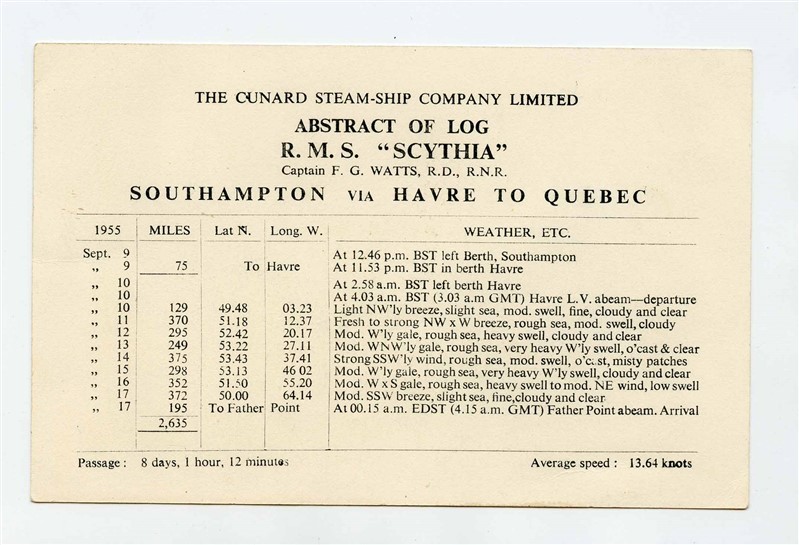 THE CUNARD STEAM-SHIP COMPANY LIMITED
ABSTRACT OF LOG
R. M. S. "SCYTHIA"
Captain F. G. WATTS, R.D., R.N.R.
SOUTHAMPTON VIA HAVRE TO QUEBEC
1955 MILES Lat N. Long. W. WEATHER, ETC.
Sept. 9 At 12.46 p.m. BST left Berth, Southampton
,, 9 75 To Havre At 11.53 p.m. BST in berth Havre
,, 10 At 2.58 a.m. BST left berth Havre
,, 10 At 4.03 a.m. BST (3.03 a.m GMT) Havre L.V. abeam—departure
,, 10 129 49.48 03.23 Light NW'ly breeze, slight sea, mod. swell, fine, cloudy and clear
,, 11 370 51.18 12.37 Fresh to strong NW x W breeze, rough sea, mod. swell, cloudy
,, 12 295 52.42 20.17 Mod. W'ly gale, rough sea, heavy swell, cloudy and clear
,, 13 249 53.22 27.11 Mod. WNW'ly gale, rough sea, very heavy W'ly swell, o'cast & clear
,, 14 375 53.43 37.41 Strong SSW'ly wind, rough sea, mod. swell, o'cast, misty patches
,, 15 298 53.13 46 02 Mod. W'ly gale, rough sea, very heavy W'ly swell, cloudy and clear
,, 16 352 51.50 55.20 Mod. W x S gale, rough sea, heavy swell to mod. NE wind, low swell
,, 17 372 50.00 64.14 Mod. SSW breeze, slight sea, fine, cloudy and clear
,, 17 195 To Father Point At 00.15 a.m. EDST (4.15 a.m. GMT) Father Point abeam. Arrival
2,635
Passage : 8 days, 1 hour, 12 minutes Average speed : 13.64 knots